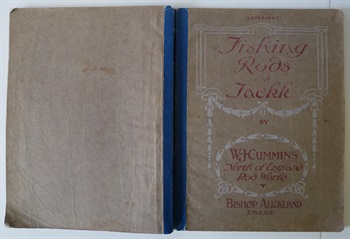 (COPYRIGHT)
Fishing
Rods
and
Tackle
BY
W.J. CUMMINS
North of England
Rod Works
BISHOP AUCKLAND
ENGLAND